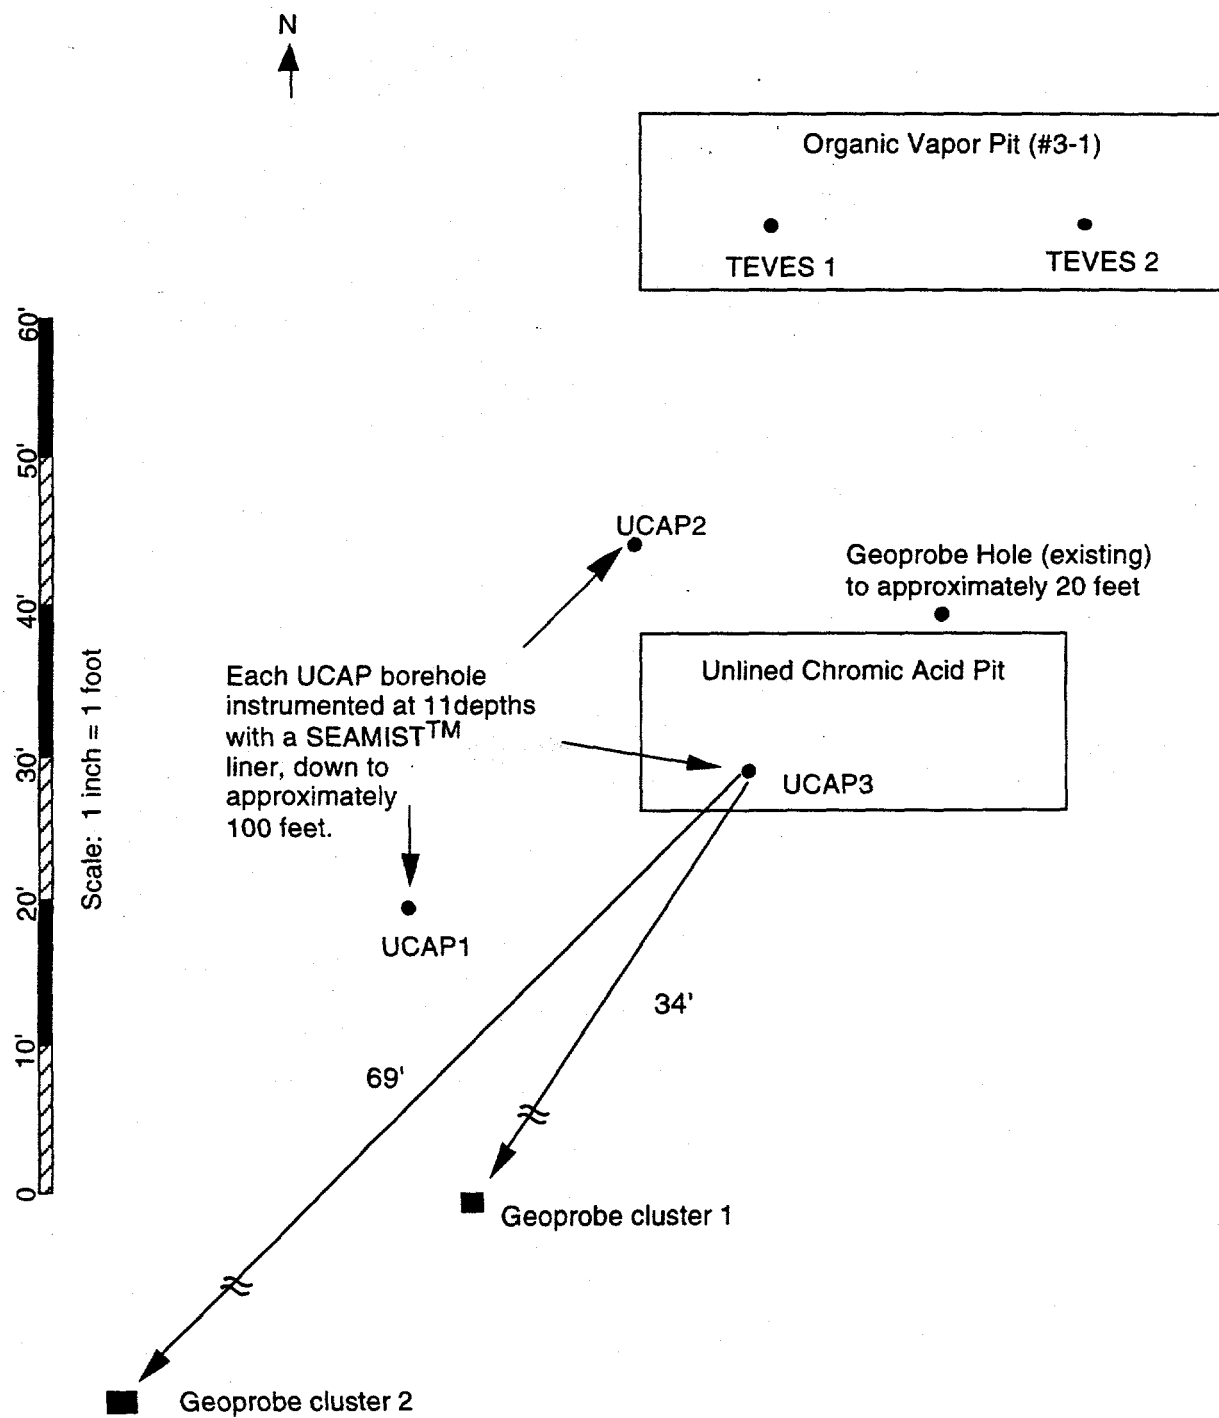 N
Organic Vapor Pit (#3-1)
TEVES 1
TEVES 2
60'
50'
40'
30'
20'
10'
0
Scale: 1 inch = 1 foot
UCAP2
Geoprobe Hole (existing)
to approximately 20 feet
Each UCAP borehole
instrumented at 11depths
with a SEAMIST™
liner, down to
approximately
100 feet.
Unlined Chromic Acid Pit
UCAP3
UCAP1
34'
69'
Geoprobe cluster 1
Geoprobe cluster 2